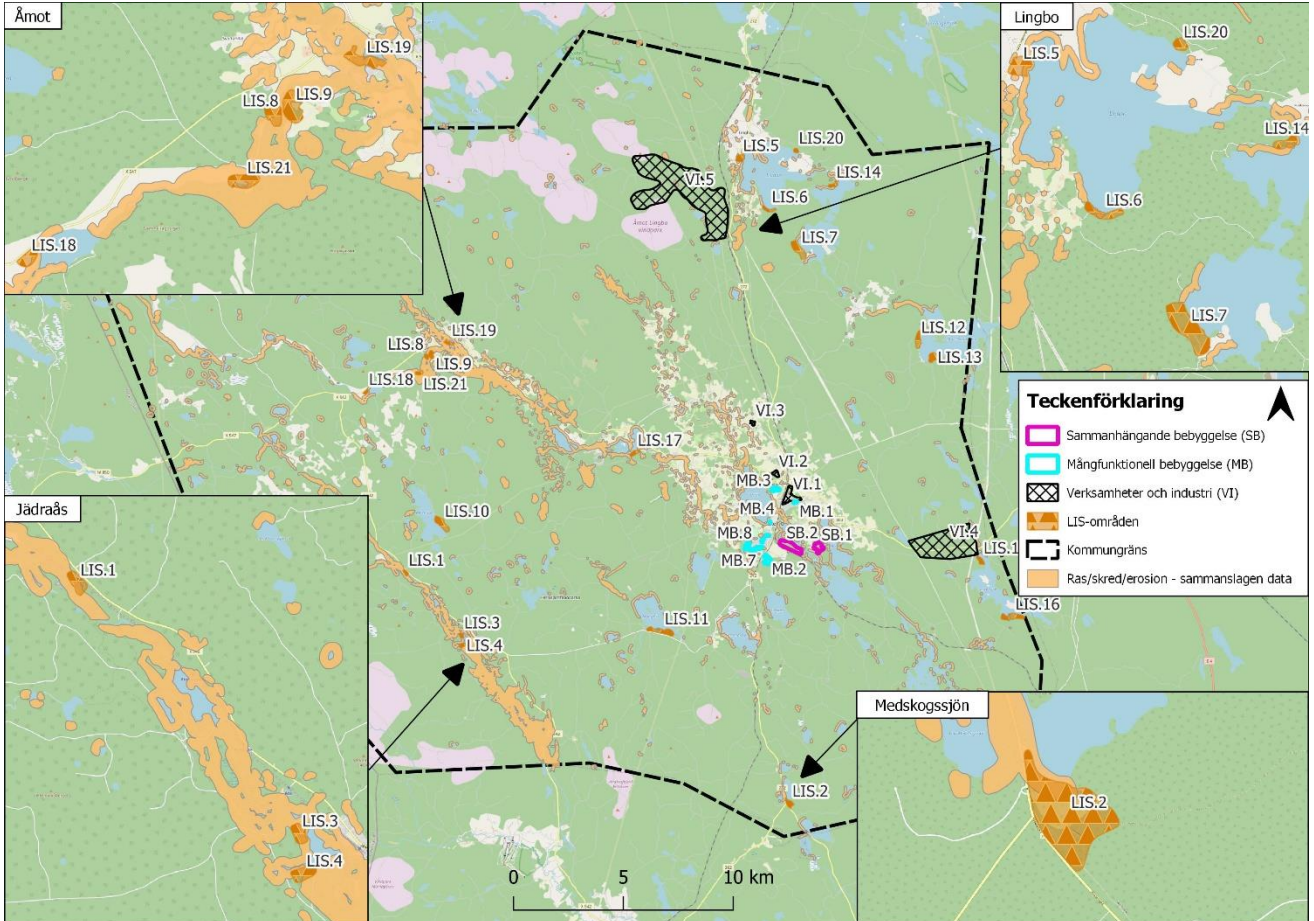 Åmot
LIS.19
LIS.8
LIS.9
LIS.21
LIS.18
Lingbo
LIS.5
LIS.20
LIS.14
LIS.6
LIS.7
LIS.5
LIS.20
LIS.14
VI.5
LIS.6
LIS.7
LIS.12
LIS.13
LIS.19
LIS.8
LIS.9
LIS.18
LIS.21
LIS.17
VI.3
VI.2
MB.3
VI.1
MB.1
MB.4
MB.8
SB.2
SB.1
MB.7
MB.2
VI.4
LIS.1
LIS.16
LIS.10
LIS.1
LIS.3
LIS.4
LIS.11
LIS.2
Teckenförklaring
Sammanhängande bebyggelse (SB)
Mångfunktionell bebyggelse (MB)
Verksamheter och industri (VI)
LIS-områden
Kommungräns
Ras/skred/erosion - sammanslagen data
Jädraås
LIS.1
LIS.3
LIS.4
Medskogssjön
LIS.2
0 5 10 km